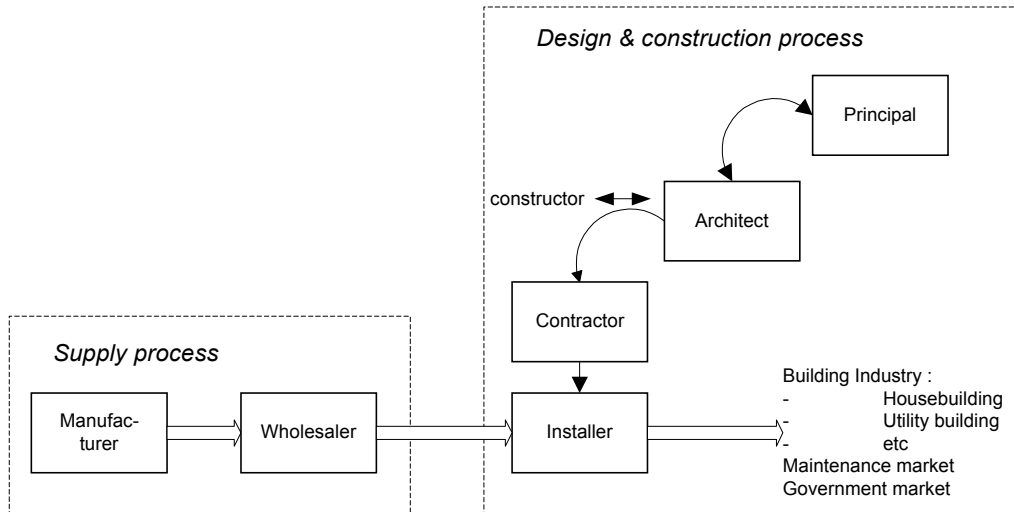 Design & construction process
Principal
constructor
Architect
Contractor
Supply process
Manufac-
turer
Wholesaler
Installer
Building Industry :
- Housebuilding
- Utility building
- etc
Maintenance market
Government market